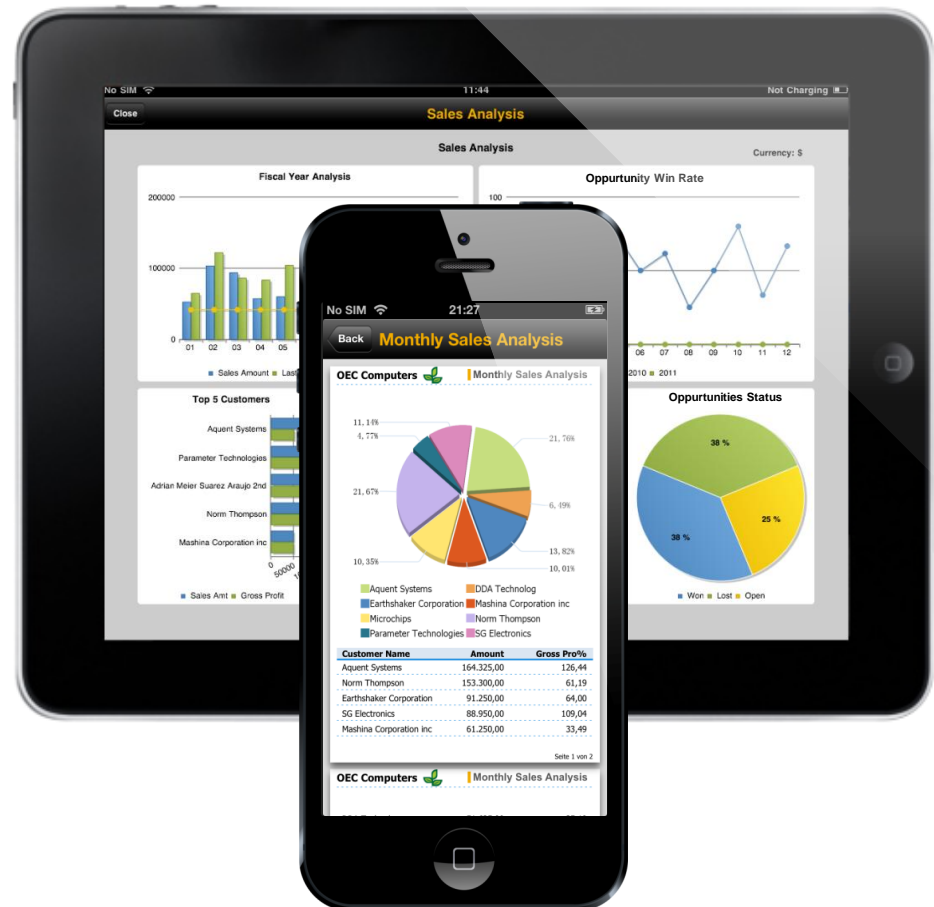 No SIM 11:44 Not Charging
Close Sales Analysis
Sales Analysis
Currency: $
Fiscal Year Analysis
200000
100000
0
01 02 03 04 05
Sales Amount
Oppurtunity Win Rate
100
06 07 08 09 10 11 12
2010 2011
Top 5 Customers
Aquent Systems
Parameter Technologies
Adrian Meier Suarez Araujo 2nd
Norm Thompson
Mashina Corporation inc
0 50000
Sales Amt Gross Profit
Oppurtunities Status
38 %
25 %
38 %
Won Lost Open
No SIM 21:27
Back Monthly Sales Analysis
OEC Computers Monthly Sales Analysis
11,14%
4,77%
21,76%
21,67%
6,49%
13,82%
10,35%
10,01%
Aquent Systems DDA Technolog
Earthshaker Corporation Mashina Corporation inc
Microchips Norm Thompson
Parameter Technologies SG Electronics
Customer Name Amount Gross Pro%
Aquent Systems 164.325,00 126,44
Norm Thompson 153.300,00 61,19
Earthshaker Corporation 91.250,00 64,00
SG Electronics 88.950,00 109,04
Mashina Corporation inc 61.250,00 33,49
Seite 1 von 2
OEC Computers Monthly Sales Analysis